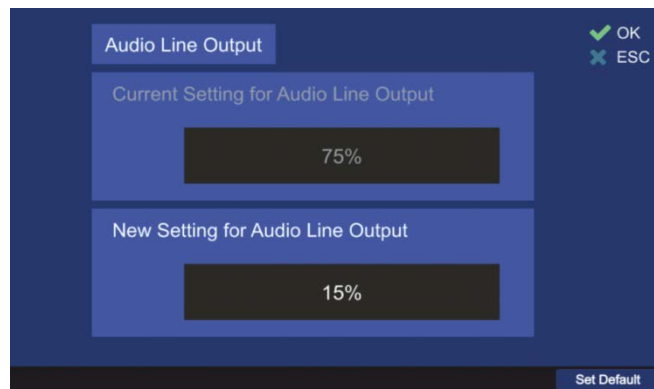 Audio Line Output
OK
ESC
Current Setting for Audio Line Output
75%
New Setting for Audio Line Output
15%
Set Default